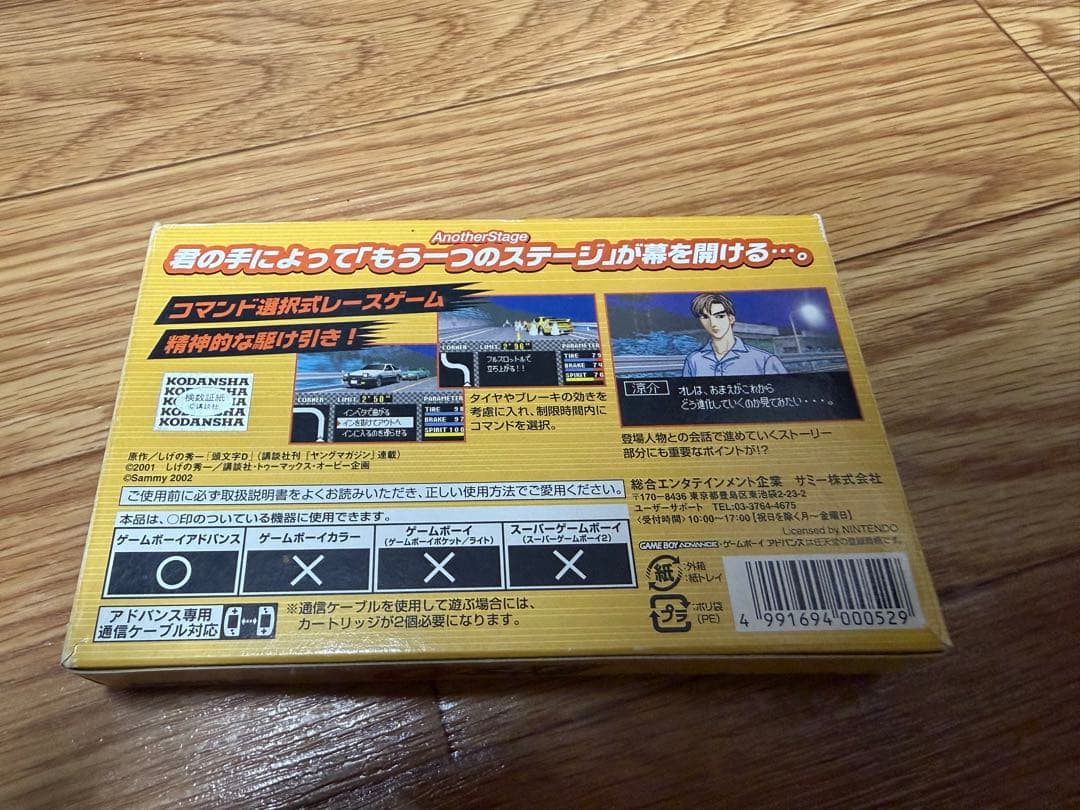 AnotherStage
君の手によって「もう一つのステージ」が幕を開ける…。
コマンド選択式レースゲーム
精神的な駆け引き！
KODANSHA
検数証紙
©講談社
KODANSHA
CORNER LIMIT 2'50" PARAMETER
TIRE 98
BRAKE 97
SPIRIT 100
インベタで曲がる
インを抜けてアウトへ
インに入るのを遅らせる
CORNER LIMIT 2'96" PARAMETER
フルスロットルで
立ち上がる！！
TIRE 75
BRAKE 74
SPIRIT 76
タイヤやブレーキの効きを
考慮に入れ、制限時間内に
コマンドを選択。
涼介
オレは、おまえがこれから
どう進化していくのか見てみたい・・・。
登場人物との会話で進めていくストーリー
部分にも重要なポイントが!?
原作／しげの秀一「頭文字D」（講談社刊『ヤングマガジン』連載）
©2001 しげの秀一／講談社・トゥーマックス・オービー企画
©Sammy 2002
ご使用前に必ず取扱説明書をよくお読みいただき、正しい使用方法でご愛用ください。
総合エンタテインメント企業 サミー株式会社
〒170-8436 東京都豊島区東池袋2-23-2
ユーザーサポート TEL:03-3764-4675
〈受付時間〉10:00〜17:00［祝日を除く月〜金曜日］
Licensed by NINTENDO
GAME BOY ADVANCE・ゲームボーイ アドバンスは任天堂の登録商標です。
本品は、○印のついている機器に使用できます。
ゲームボーイアドバンス
ゲームボーイカラー
ゲームボーイ
（ゲームボーイポケット／ライト）
スーパーゲームボーイ
（スーパーゲームボーイ2）
○ × × ×
アドバンス専用
通信ケーブル対応
※通信ケーブルを使用して遊ぶ場合には、
カートリッジが2個必要になります。
紙
:外箱
:紙トレイ
プラ
:ポリ袋
(PE)
4 991694 000529